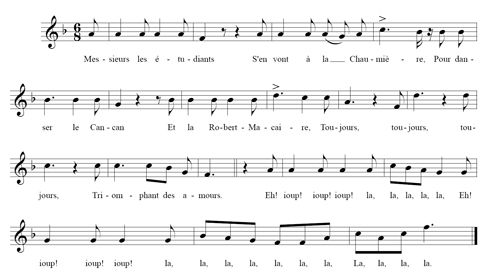 Mes - sieurs les é - tu - diants S'en vont à la Chau - miè - re, Pour dan -
ser le Can - can Et la Ro - bert - Ma - cai - re, Tou - jours, tou - jours, tou -
jours, Tri - om - phant des a - mours. Eh! ioup! ioup! ioup! la, la, la, la, la, Eh!
ioup! ioup! ioup! la, la, la, la, la, la, la, La, la, la, la.